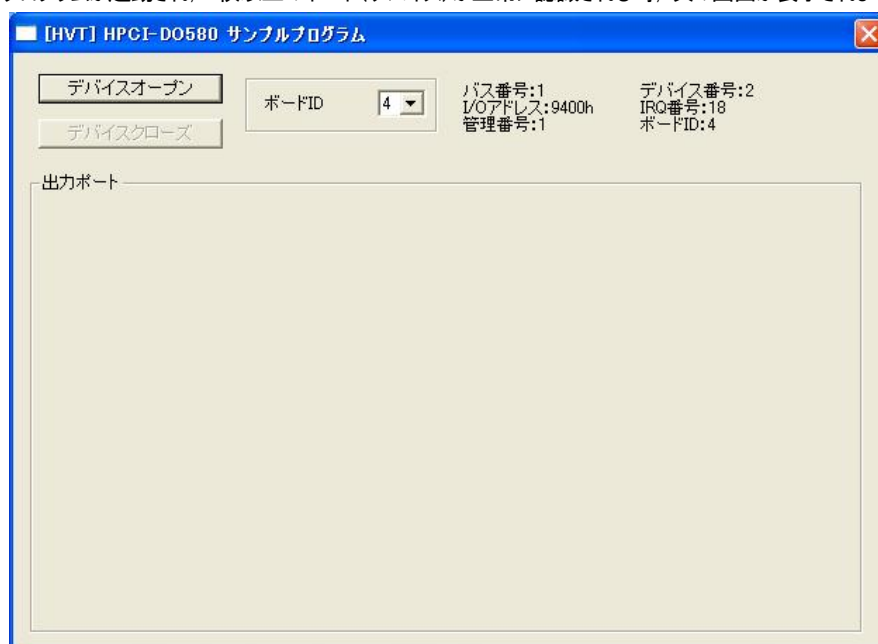 [HVT] HPCI-DO580 サンプルプログラム
デバイスオープン
デバイスクローズ
ボードID
4
バス番号:1
I/Oアドレス:9400h
管理番号:1
デバイス番号:2
IRQ番号:18
ボードID:4
出力ポート